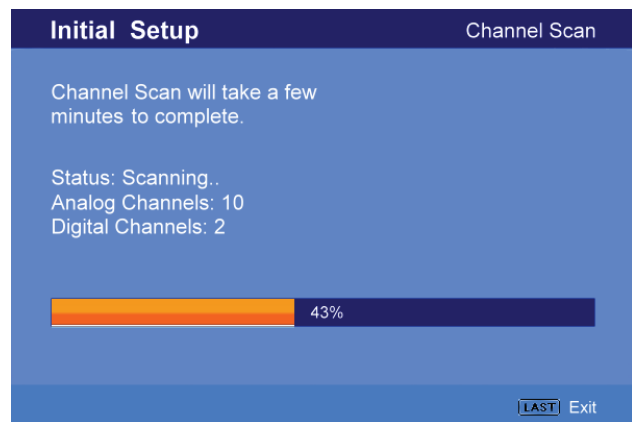 Initial Setup
Channel Scan
Channel Scan will take a few
minutes to complete.
Status: Scanning..
Analog Channels: 10
Digital Channels: 2
43%
LAST Exit